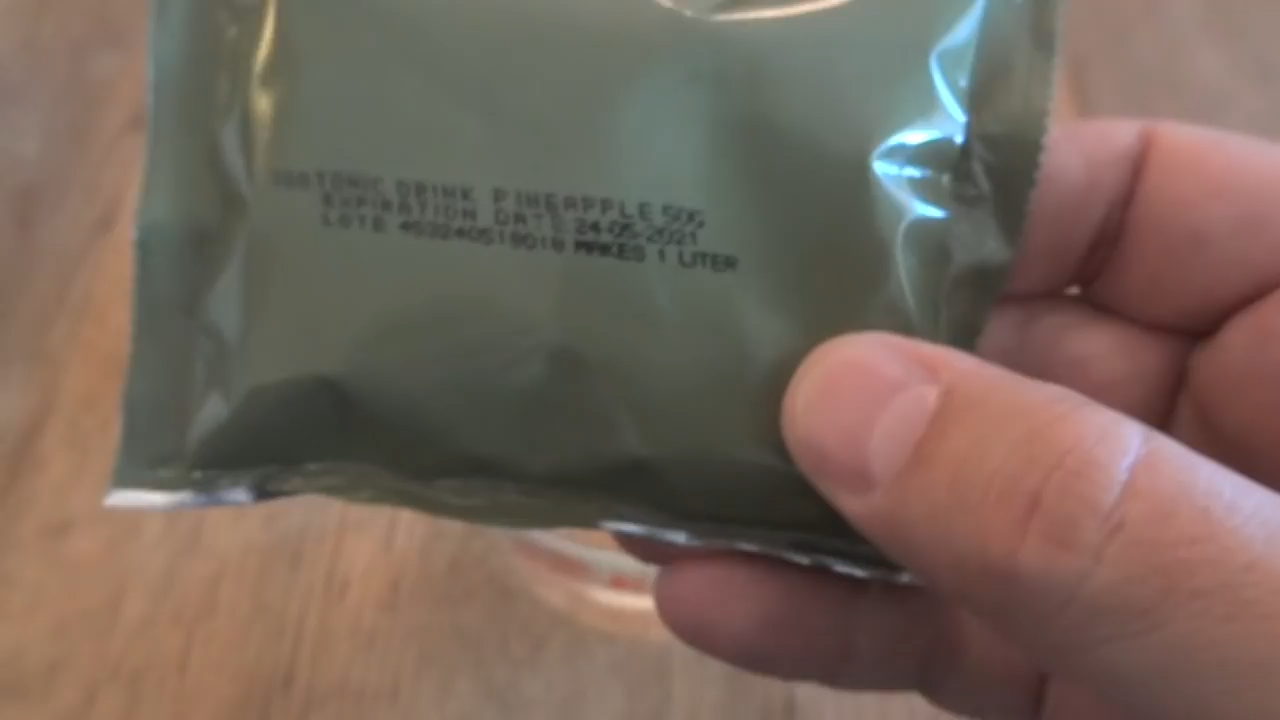 ISOTONIC DRINK PINEAPPLE 50G
EXPIRATION DATE 24-05-2021
LOTE MAKES 1 LITER